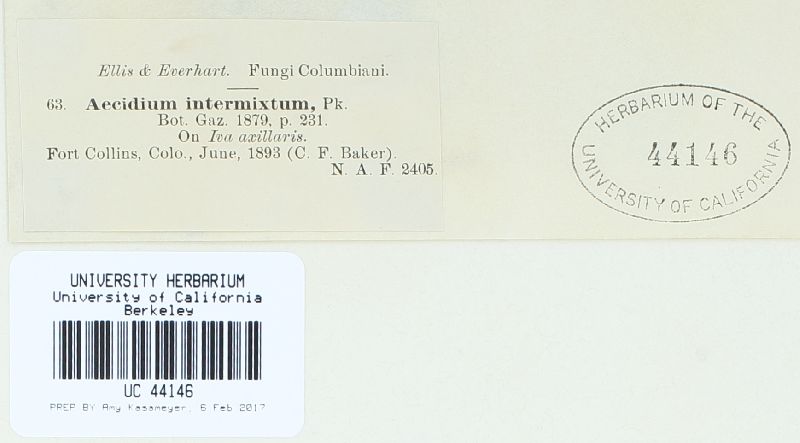 Ellis & Everhart. Fungi Columbiani.
63. Aecidium intermixtum, Pk.
Bot. Gaz. 1879, p. 231.
On Iva axillaris.
Fort Collins, Colo., June, 1893 (C. F. Baker).
N. A. F. 2405.
HERBARIUM OF THE
44146
UNIVERSITY OF CALIFORNIA
UNIVERSITY HERBARIUM
University of California
Berkeley
UC 44146
PREP BY Amy Kasameyer, 6 Feb 2017